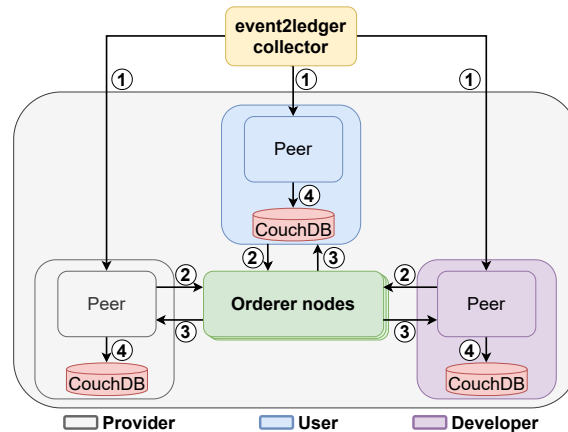 event2ledger
collector
① ① ①
Peer
④
CouchDB
② ③
② ②
Peer Orderer nodes Peer
③ ③
④ ④
CouchDB CouchDB
Provider User Developer